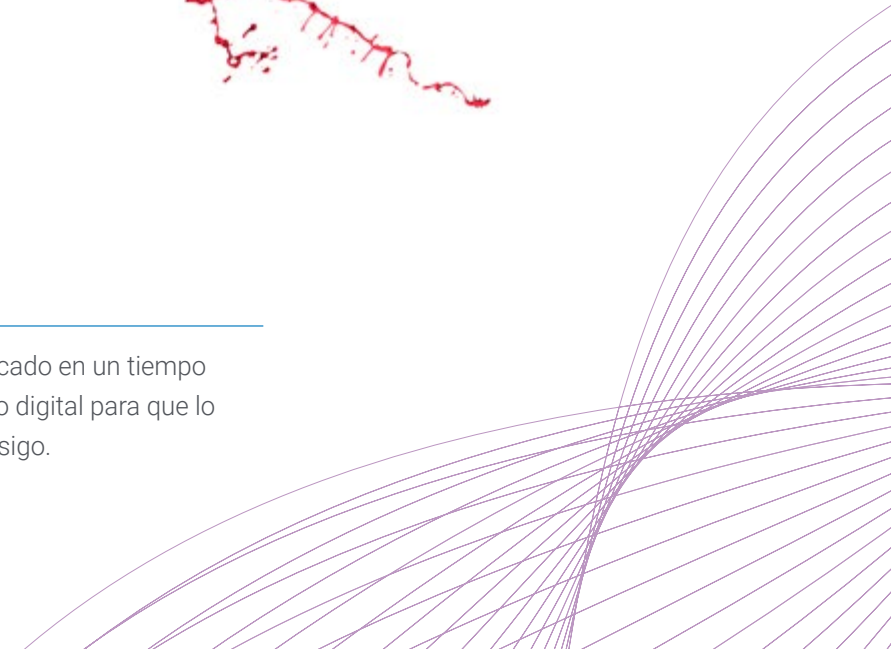 cado en un tiempo
o digital para que lo
sigo.